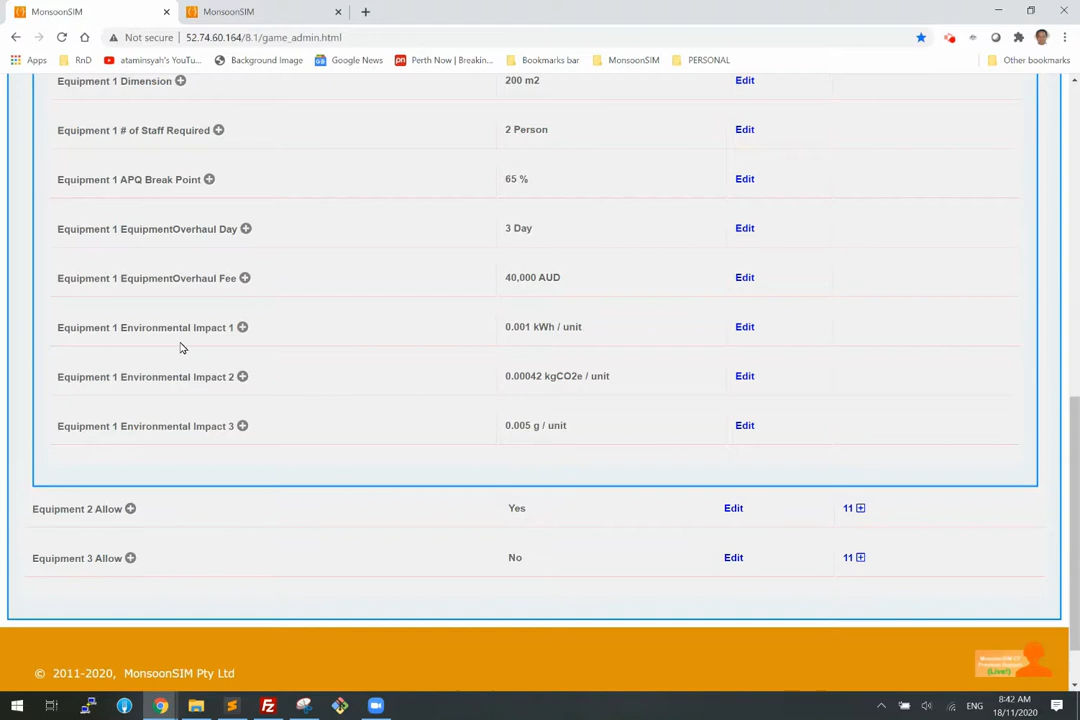 MonsoonSIM
MonsoonSIM
Not secure 52.74.60.164/8.1/game_admin.html
Apps RnD ataminsyah's YouTu... Background Image Google News Perth Now | Breakin... Bookmarks bar MonsoonSIM PERSONAL Other bookmarks
Equipment 1 Dimension 200 m2 Edit
Equipment 1 # of Staff Required 2 Person Edit
Equipment 1 APQ Break Point 65 % Edit
Equipment 1 EquipmentOverhaul Day 3 Day Edit
Equipment 1 EquipmentOverhaul Fee 40,000 AUD Edit
Equipment 1 Environmental Impact 1 0.001 kWh / unit Edit
Equipment 1 Environmental Impact 2 0.00042 kgCO2e / unit Edit
Equipment 1 Environmental Impact 3 0.005 g / unit Edit
Equipment 2 Allow Yes Edit 11
Equipment 3 Allow No Edit 11
© 2011-2020, MonsoonSIM Pty Ltd
(Live!)
ENG
8:42 AM
18/11/2020